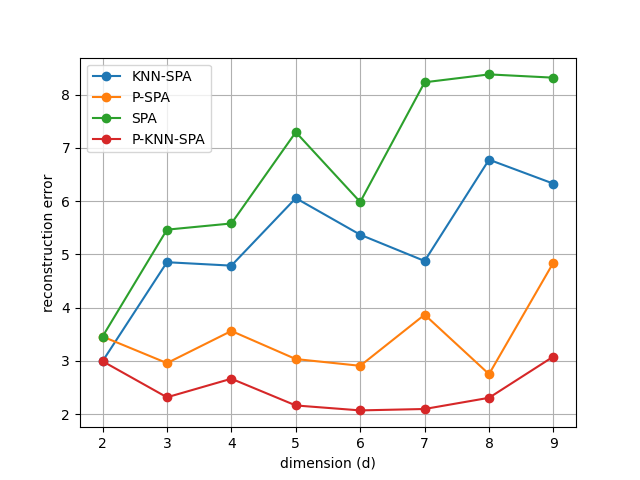 KNN-SPA
P-SPA
SPA
P-KNN-SPA
reconstruction error
8
7
6
5
4
3
2
2 3 4 5 6 7 8 9
dimension (d)